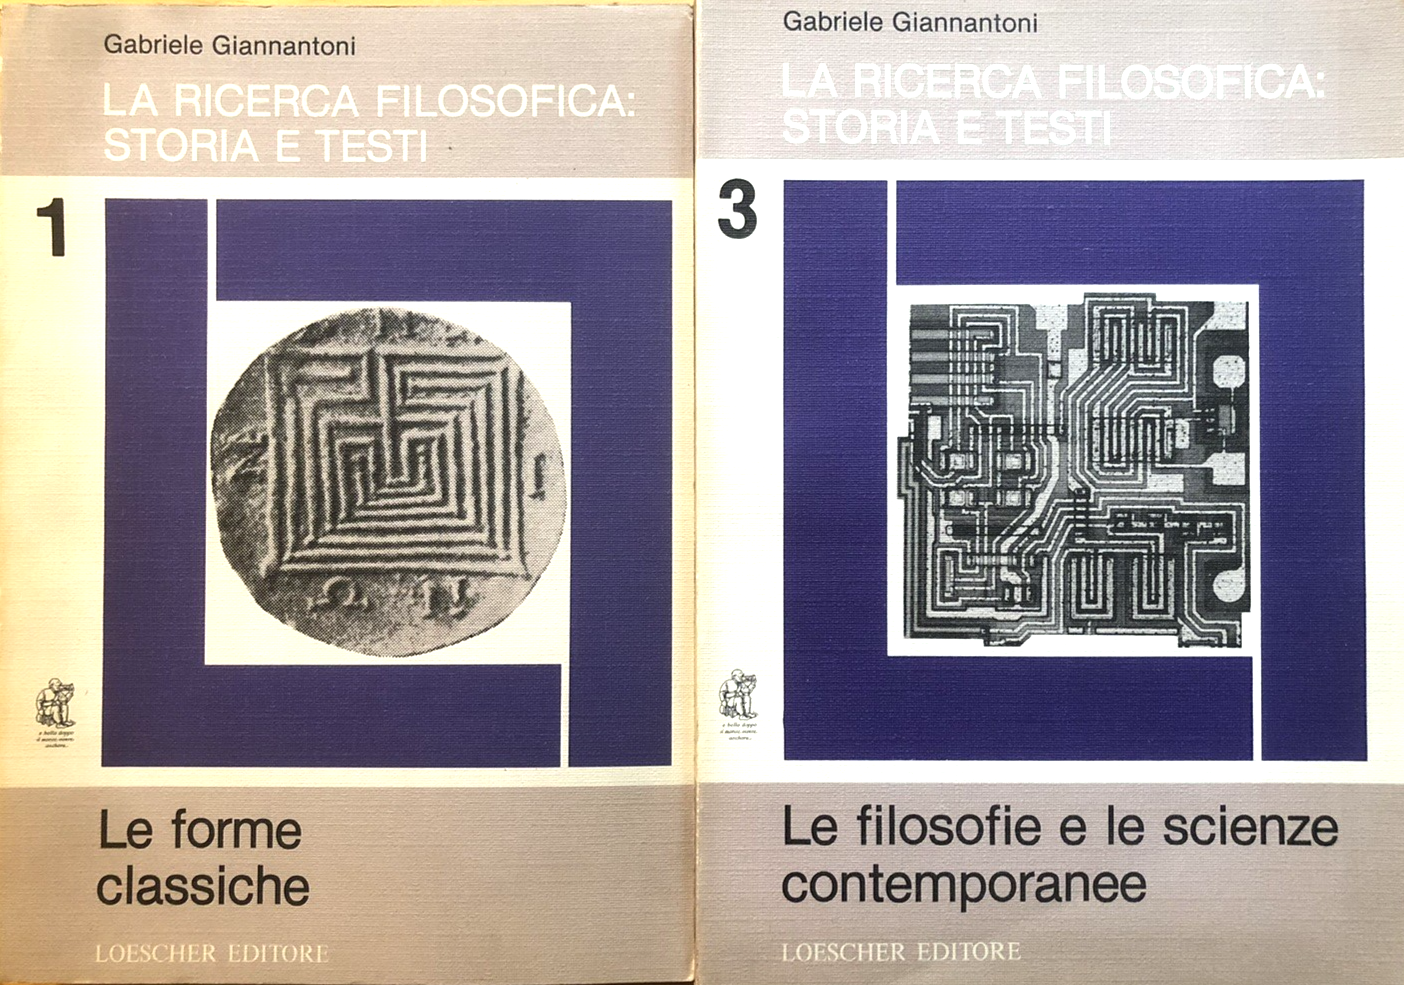 Gabriele Giannantoni
LA RICERCA FILOSOFICA:
STORIA E TESTI
1
Le forme
classiche
LOESCHER EDITORE
Gabriele Giannantoni
LA RICERCA FILOSOFICA:
STORIA E TESTI
3
Le filosofie e le scienze
contemporanee
LOESCHER EDITORE